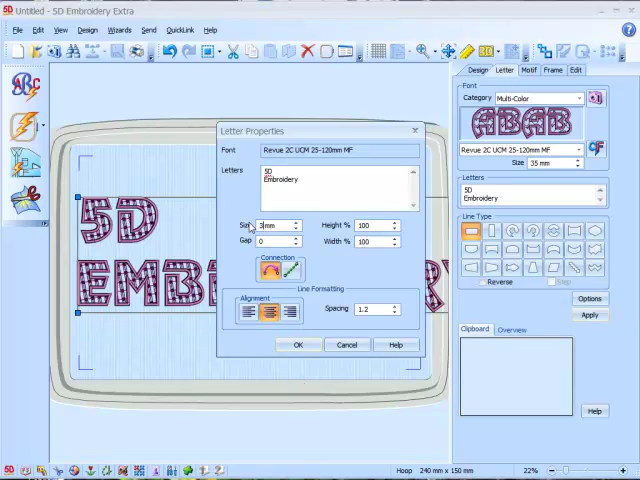 5D Untitled - 5D Embroidery Extra
File Edit View Design Wizards Send QuickLink Help
Design Letter Motif Frame Edit
Font
Category Multi-Color
ABAB
Revue 2C UCM 25-120mm MF
Size 35 mm
Letters
5D
Embroidery
Line Type
Reverse Step
Options
Apply
Clipboard Overview
Help
ABC
5D
EMB
Letter Properties
Font Revue 2C UCM 25-120mm MF
Letters 5D
Embroidery
Size 3mm Height % 100
Gap 0 Width % 100
Connection
Line Formatting
Alignment
Spacing 1.2
OK Cancel Help
Hoop 240 mm x 150 mm 22%